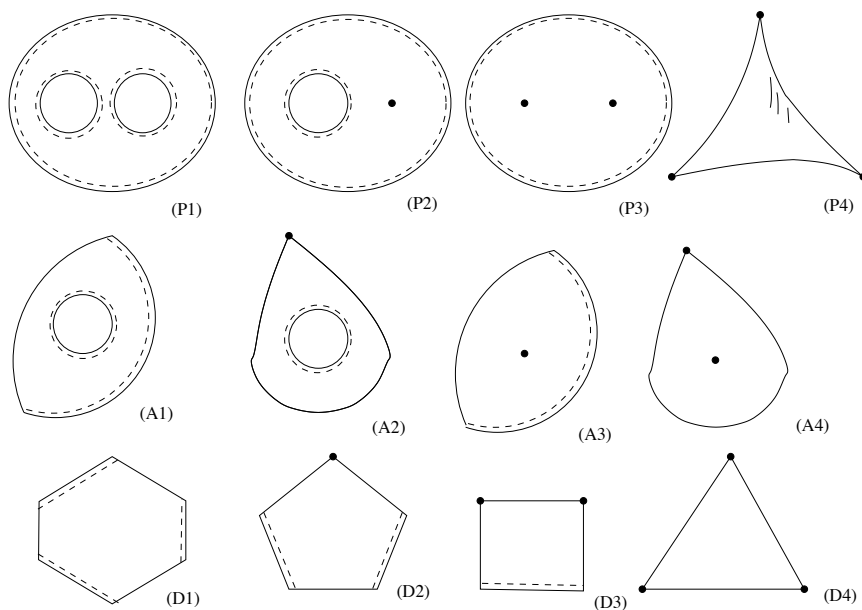 (P1)
(P2)
(P3)
(P4)
(A1)
(A2)
(A3)
(A4)
(D1)
(D2)
(D3)
(D4)